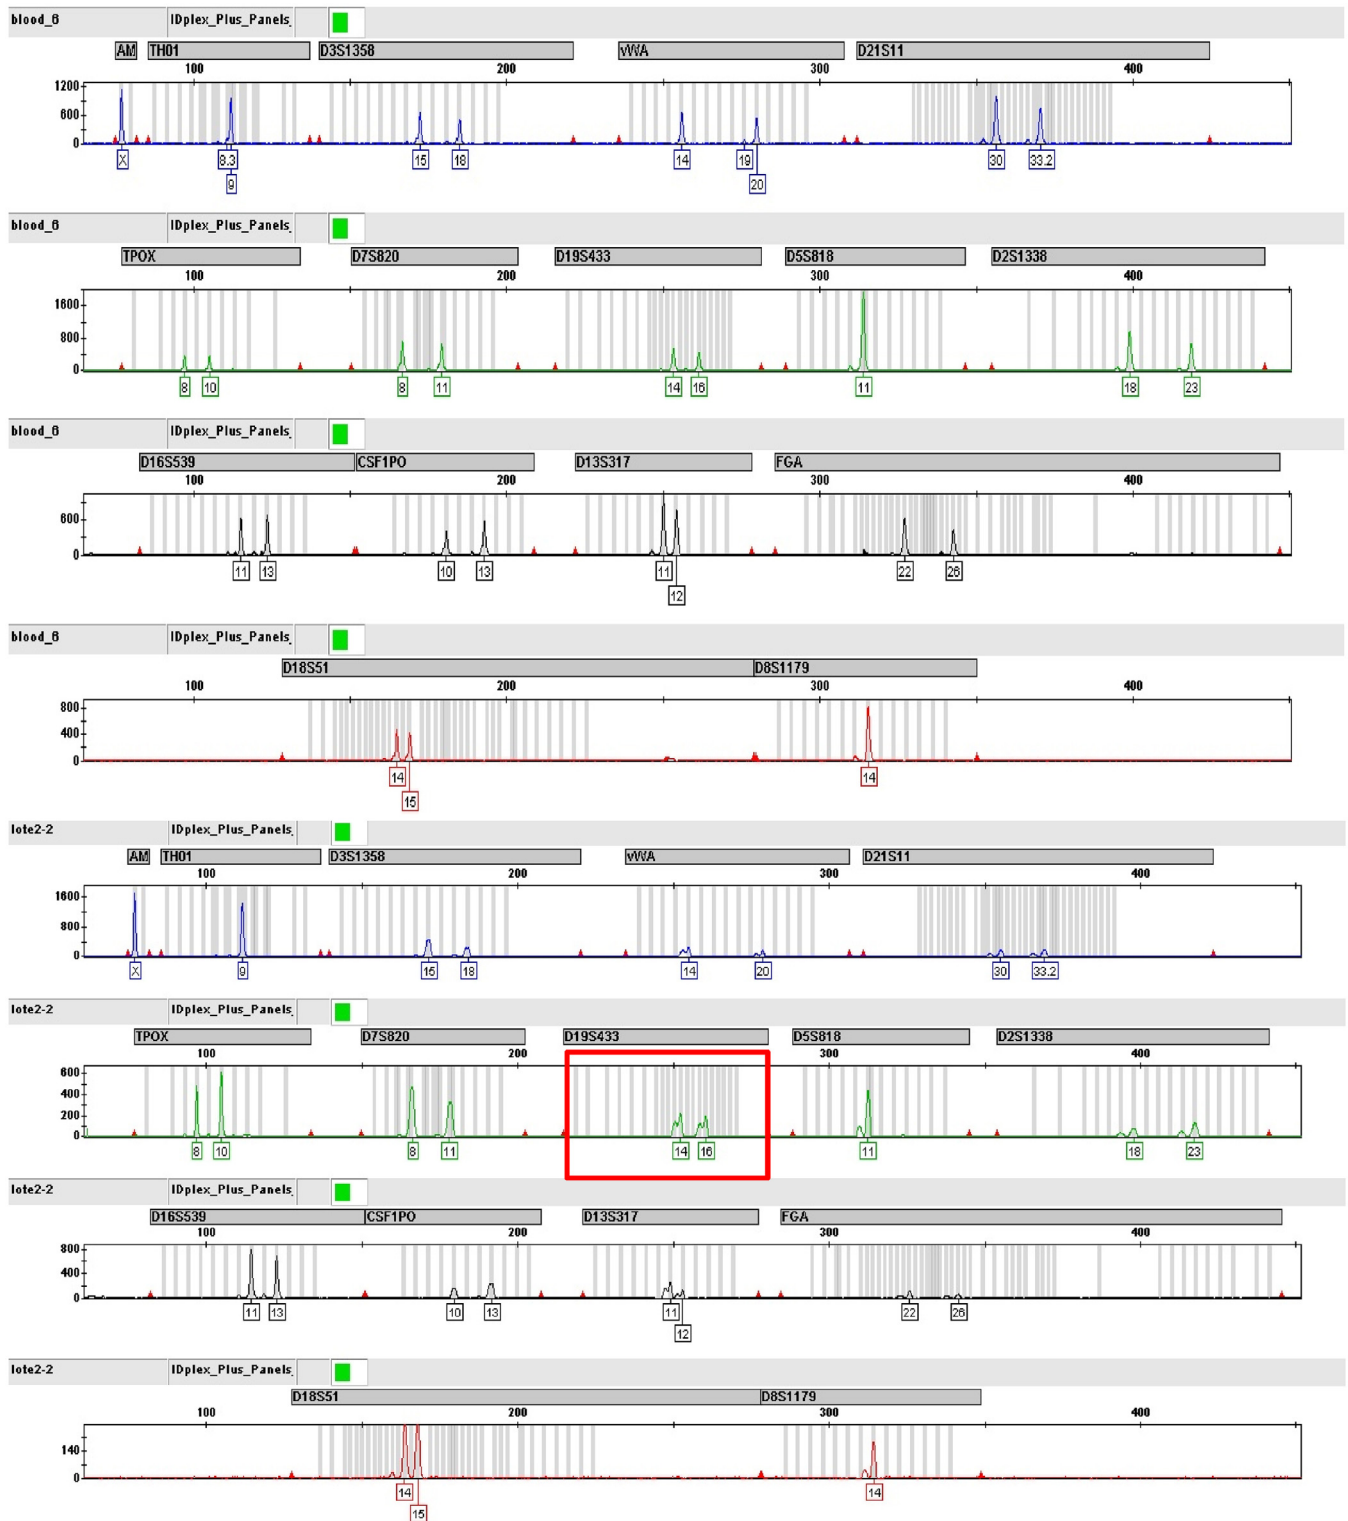 blood_6 IDplex_Plus_Panels_
AM TH01 D3S1358 vWA D21S11
100 200 300 400
1200
600
0
X 8.3 15 18 14 19 30 33.2
9 20
blood_6 IDplex_Plus_Panels_
TPOX D7S820 D19S433 D5S818 D2S1338
100 200 300 400
1600
800
0
8 10 8 11 14 16 11 18 23
blood_6 IDplex_Plus_Panels_
D16S539 CSF1PO D13S317 FGA
100 200 300 400
600
0
11 13 10 13 11 22 26
12
blood_6 IDplex_Plus_Panels_
D18S51 D8S1179
100 200 300 400
800
400
0
14 14
15
lote2-2 IDplex_Plus_Panels_
AM TH01 D3S1358 vWA D21S11
100 200 300 400
1600
800
0
X 9 15 18 14 20 30 33.2
lote2-2 IDplex_Plus_Panels_
TPOX D7S820 D19S433 D5S818 D2S1338
100 200 300 400
600
400
200
0
8 10 8 11 14 16 11 18 23
lote2-2 IDplex_Plus_Panels_
D16S539 CSF1PO D13S317 FGA
100 200 300 400
800
400
0
11 13 10 13 11 22 26
12
lote2-2 IDplex_Plus_Panels_
D18S51 D8S1179
100 200 300 400
140
0
14 14
15